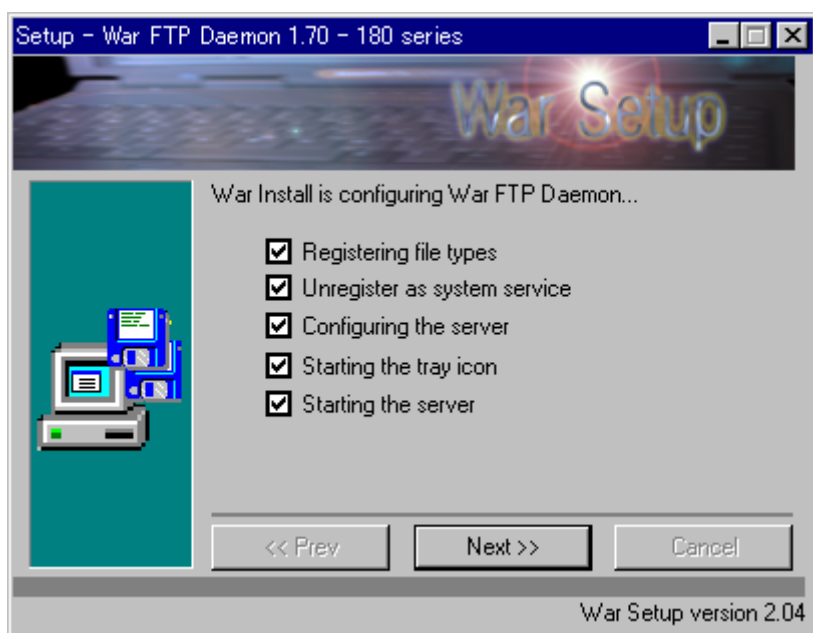 Setup - War FTP Daemon 1.70 - 180 series
War Setup
War Install is configuring War FTP Daemon...
Registering file types
Unregister as system service
Configuring the server
Starting the tray icon
Starting the server
<< Prev
Next >>
Cancel
War Setup version 2.04